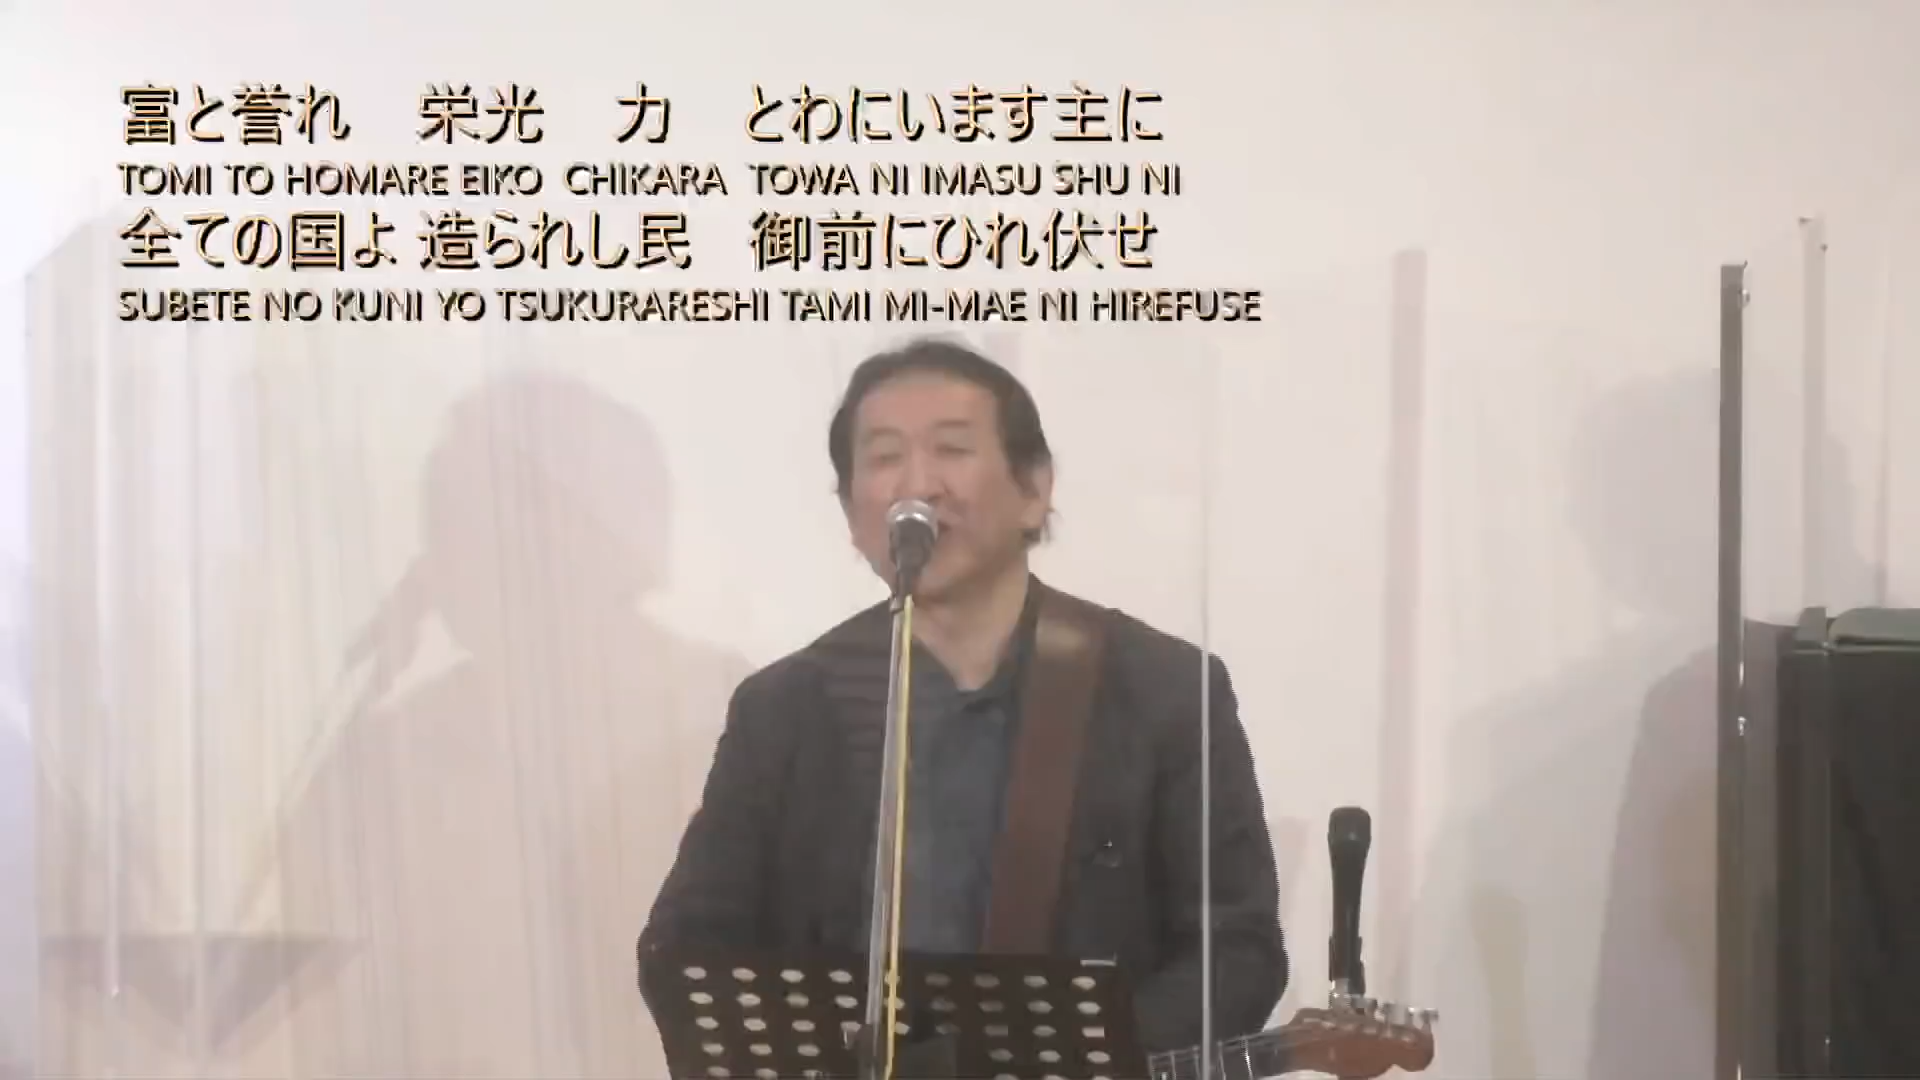 富と誉れ　栄光　力　とわにいます主に
TOMI TO HOMARE EIKO CHIKARA TOWA NI IMASU SHU NI
全ての国よ 造られし民　御前にひれ伏せ
SUBETE NO KUNI YO TSUKURARESHI TAMI MI-MAE NI HIREFUSE